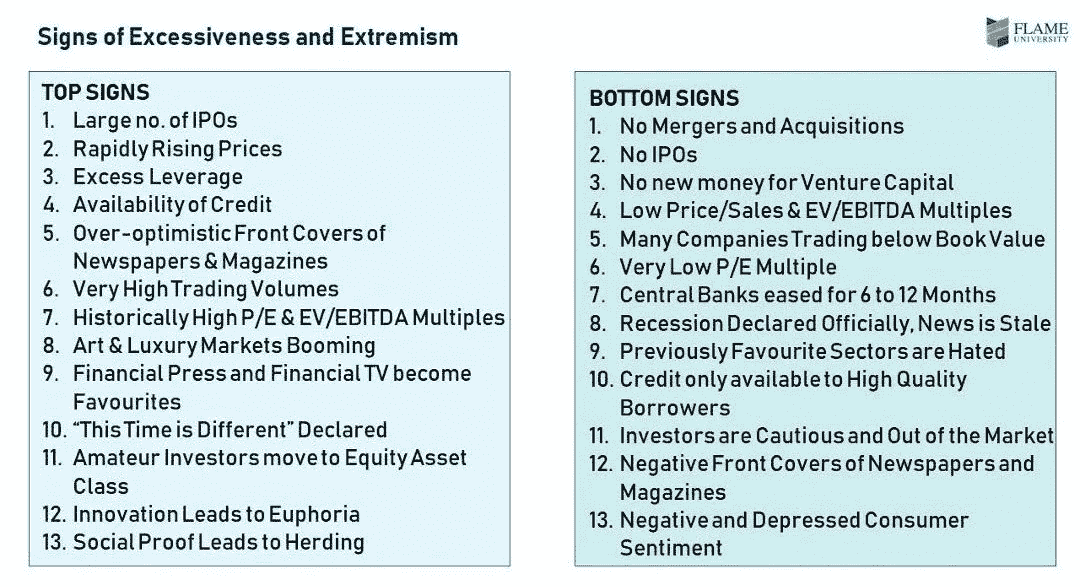 Signs of Excessiveness and Extremism
FLAME
UNIVERSITY
TOP SIGNS
1. Large no. of IPOs
2. Rapidly Rising Prices
3. Excess Leverage
4. Availability of Credit
5. Over-optimistic Front Covers of
Newspapers & Magazines
6. Very High Trading Volumes
7. Historically High P/E & EV/EBITDA Multiples
8. Art & Luxury Markets Booming
9. Financial Press and Financial TV become
Favourites
10. “This Time is Different” Declared
11. Amateur Investors move to Equity Asset
Class
12. Innovation Leads to Euphoria
13. Social Proof Leads to Herding
BOTTOM SIGNS
1. No Mergers and Acquisitions
2. No IPOs
3. No new money for Venture Capital
4. Low Price/Sales & EV/EBITDA Multiples
5. Many Companies Trading below Book Value
6. Very Low P/E Multiple
7. Central Banks eased for 6 to 12 Months
8. Recession Declared Officially, News is Stale
9. Previously Favourite Sectors are Hated
10. Credit only available to High Quality
Borrowers
11. Investors are Cautious and Out of the Market
12. Negative Front Covers of Newspapers and
Magazines
13. Negative and Depressed Consumer
Sentiment